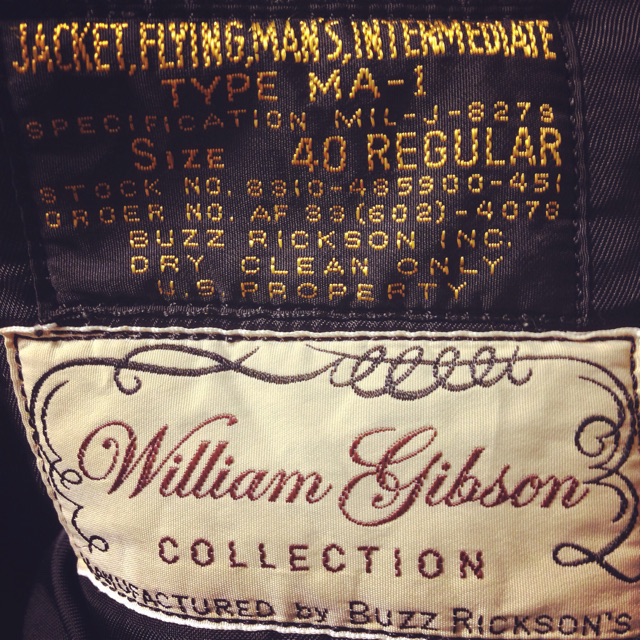 JACKET,FLYING,MAN'S,INTERMEDIATE
TYPE MA-1
SPECIFICATION MIL-J-8279
SIZE 40 REGULAR
STOCK NO. 8810-485900-451
ORDER NO. AF 33(602)-4078
BUZZ RICKSON INC.
DRY CLEAN ONLY
U.S.PROPERTY
William Gibson
COLLECTION
MANUFACTURED by BUZZ RICKSON'S